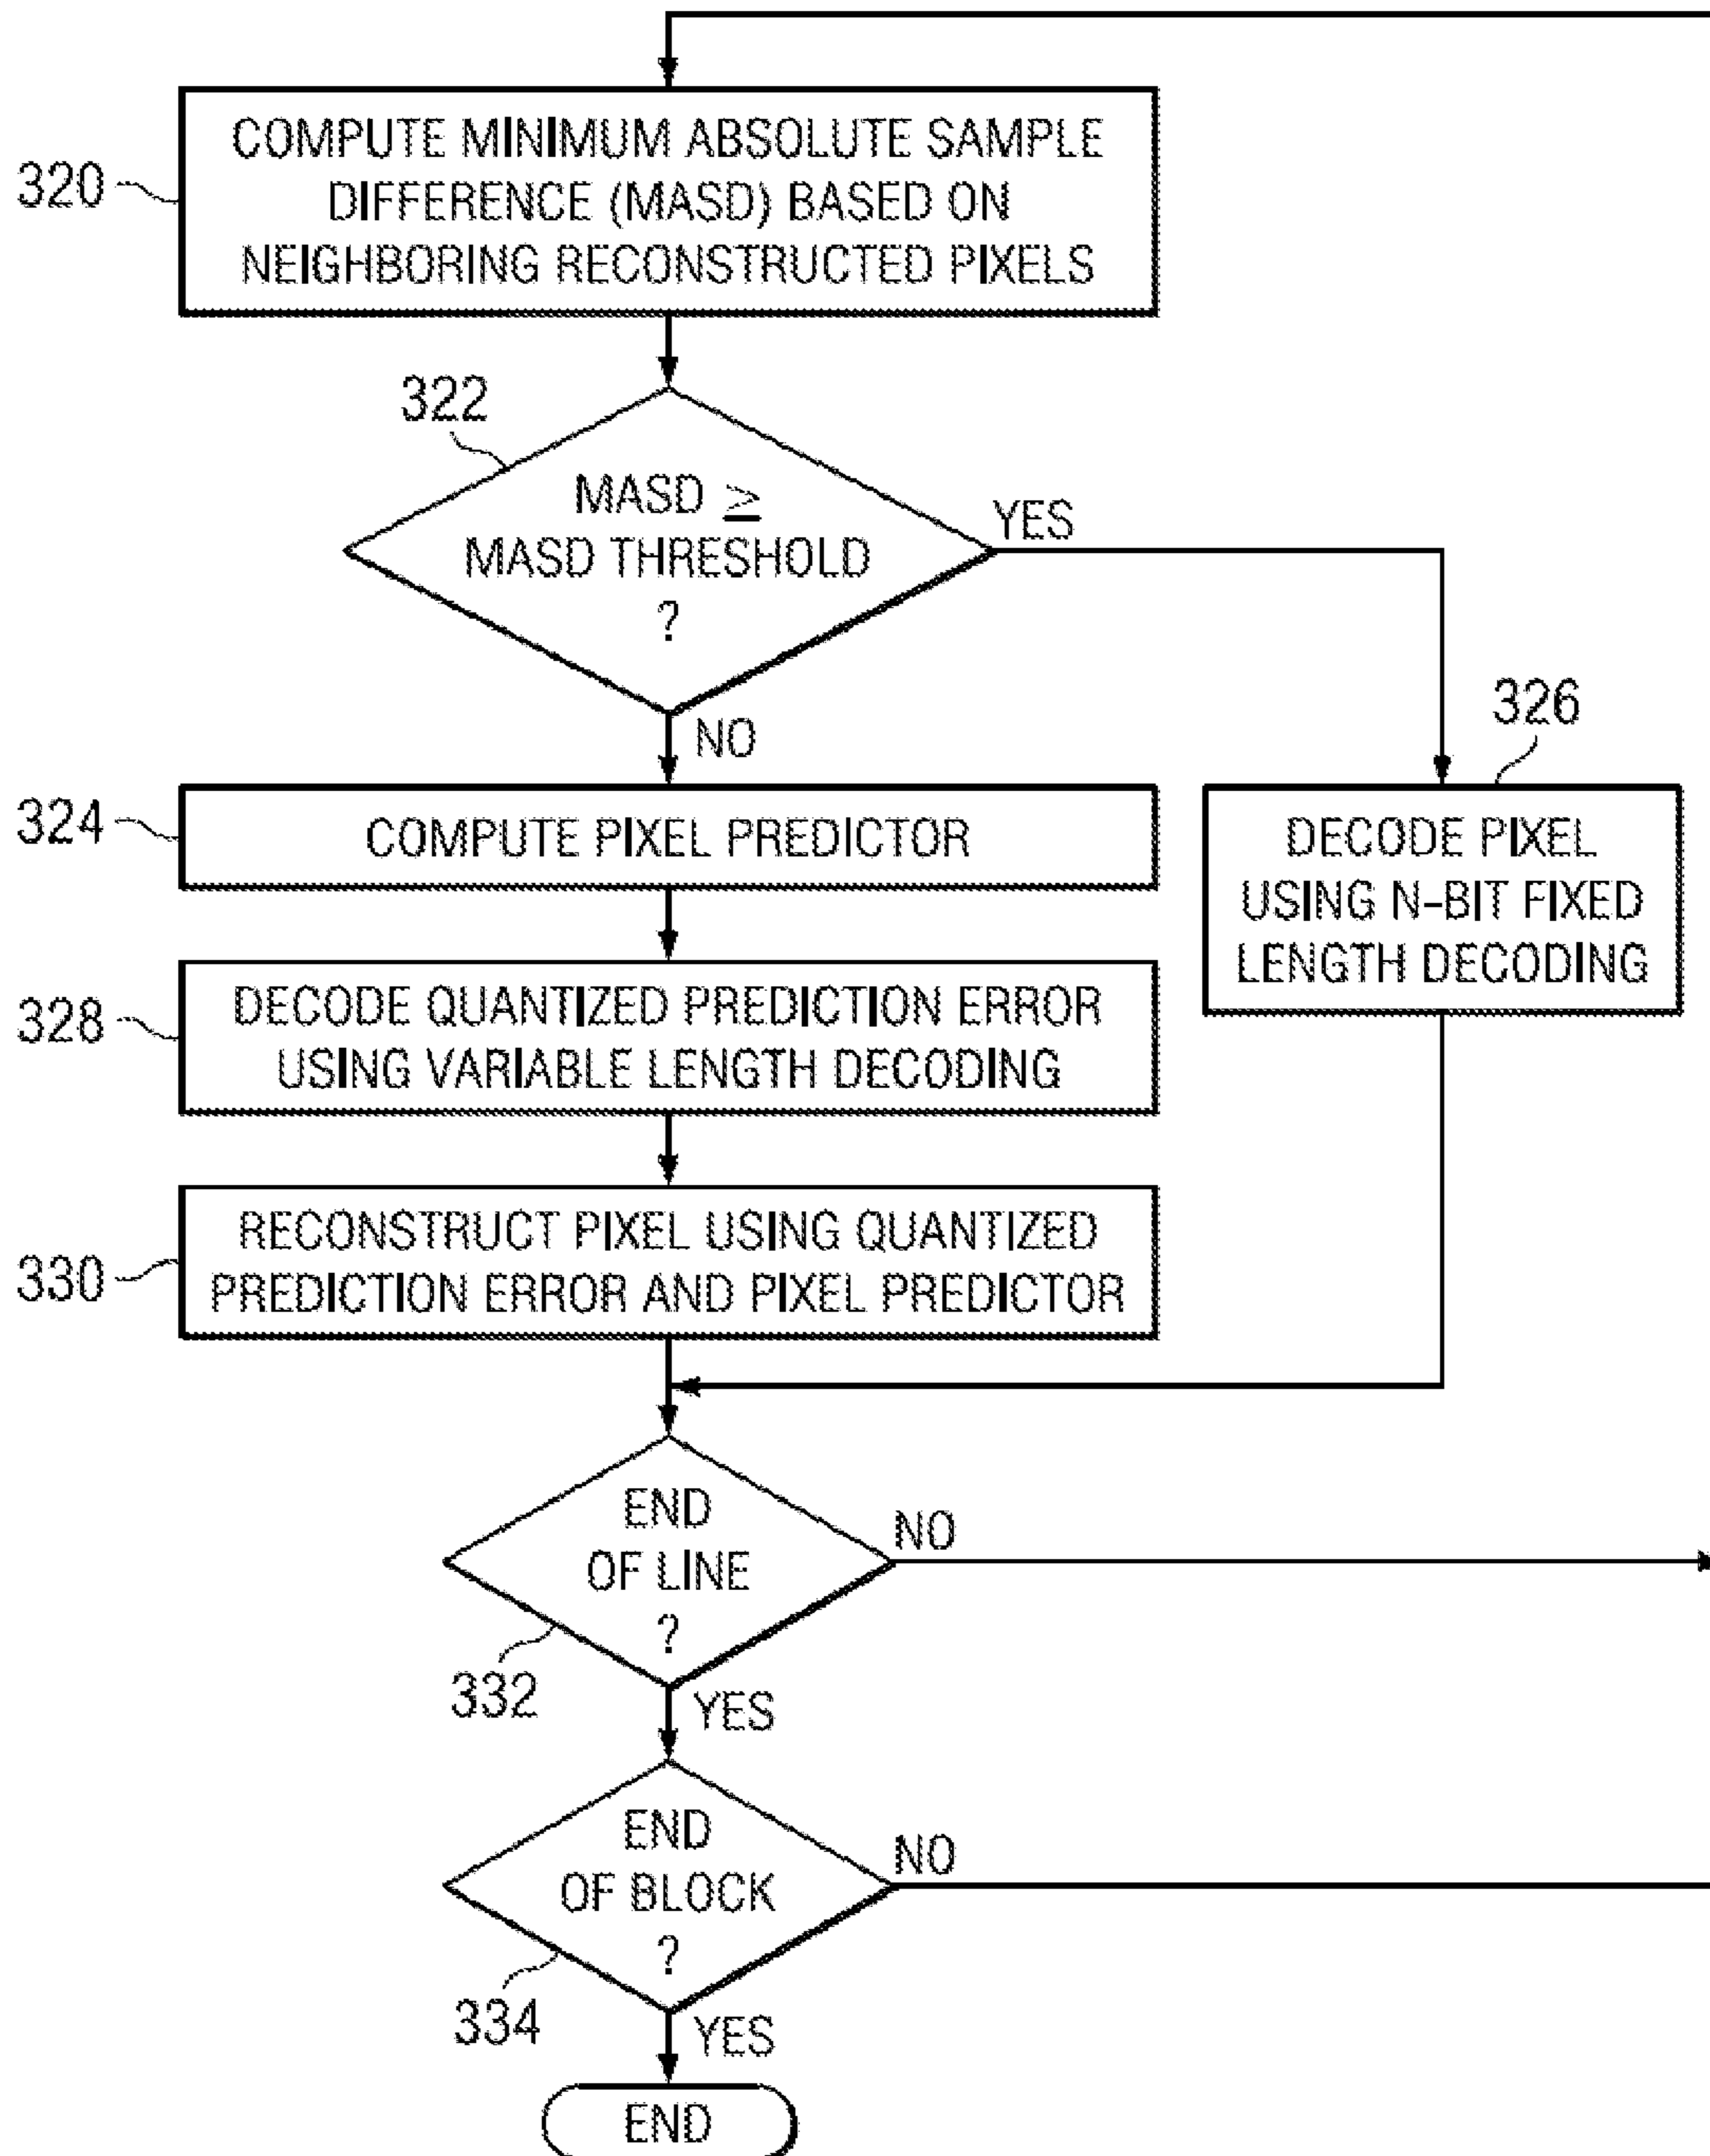 320
COMPUTE MINIMUM ABSOLUTE SAMPLE
DIFFERENCE (MASD) BASED ON
NEIGHBORING RECONSTRUCTED PIXELS
322
MASD ≥
MASD THRESHOLD
?
YES
NO
326
324
COMPUTE PIXEL PREDICTOR
DECODE PIXEL
USING N-BIT FIXED
LENGTH DECODING
328
DECODE QUANTIZED PREDICTION ERROR
USING VARIABLE LENGTH DECODING
330
RECONSTRUCT PIXEL USING QUANTIZED
PREDICTION ERROR AND PIXEL PREDICTOR
END
OF LINE
?
NO
332
YES
END
OF BLOCK
?
NO
334
YES
END